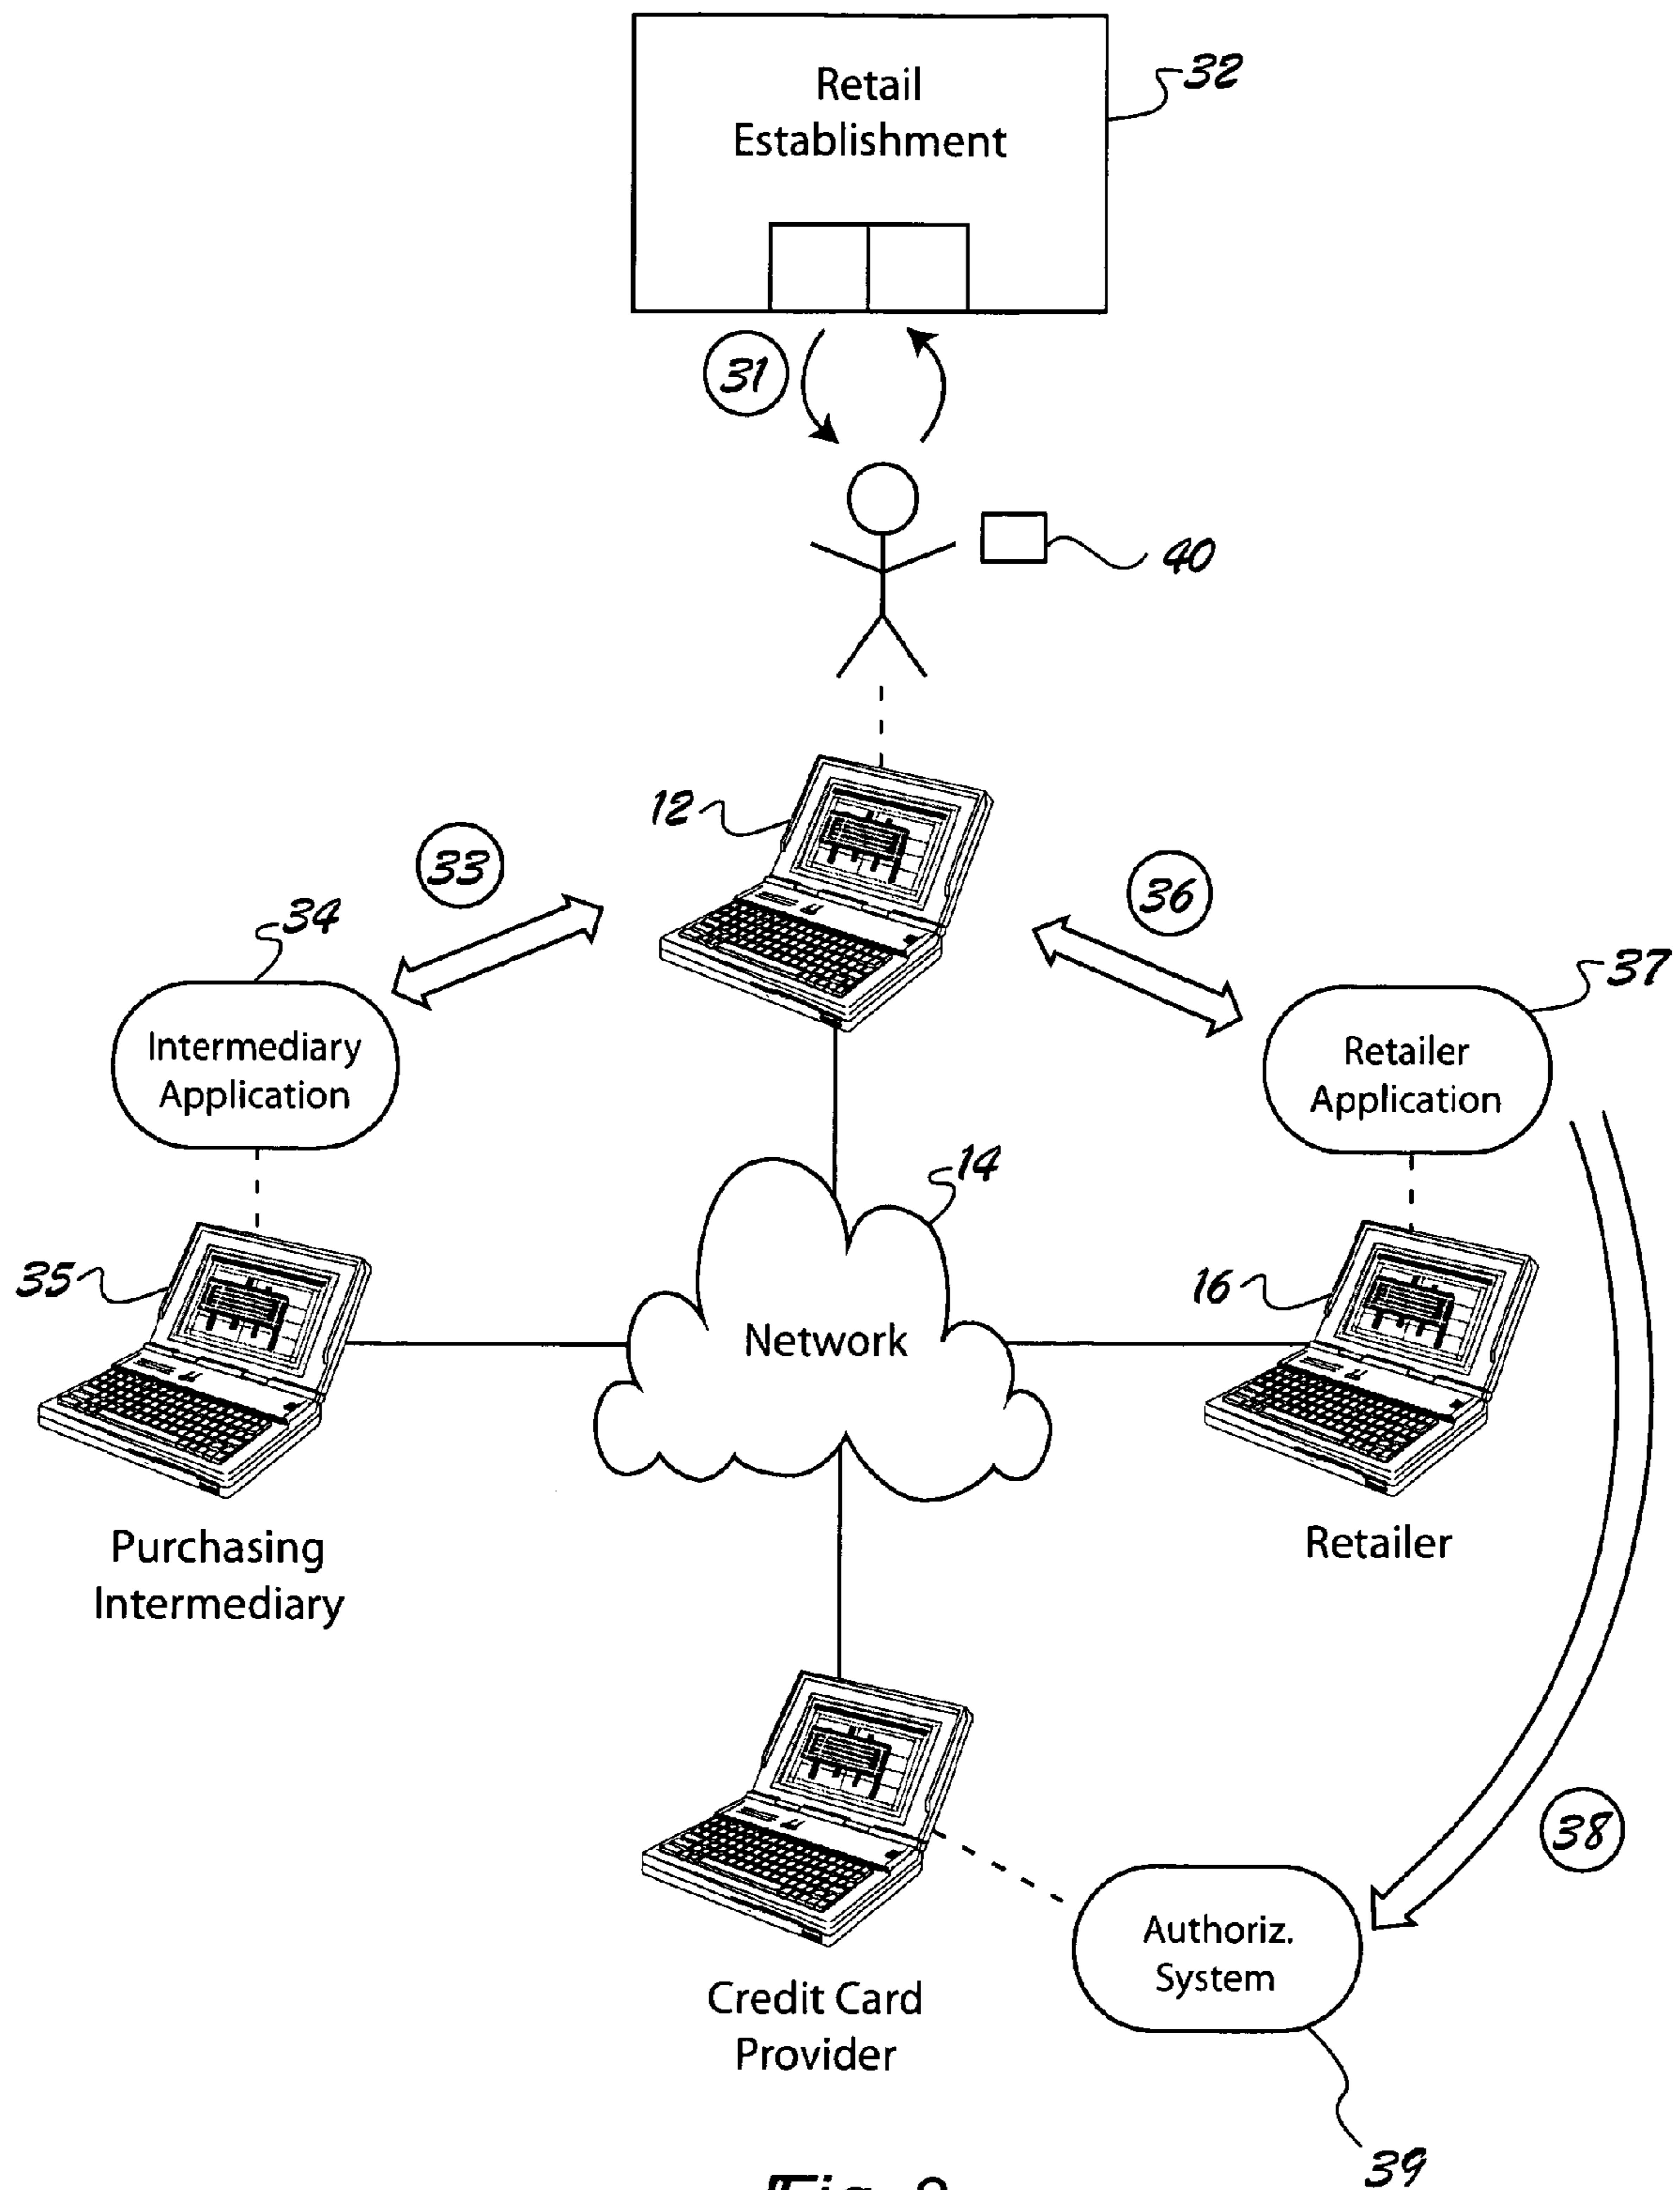 Retail
Establishment
32
31
40
12
33
36
34
37
Intermediary
Application
Retailer
Application
14
35
16
Network
Purchasing
Intermediary
Retailer
38
Authoriz.
System
Credit Card
Provider
39